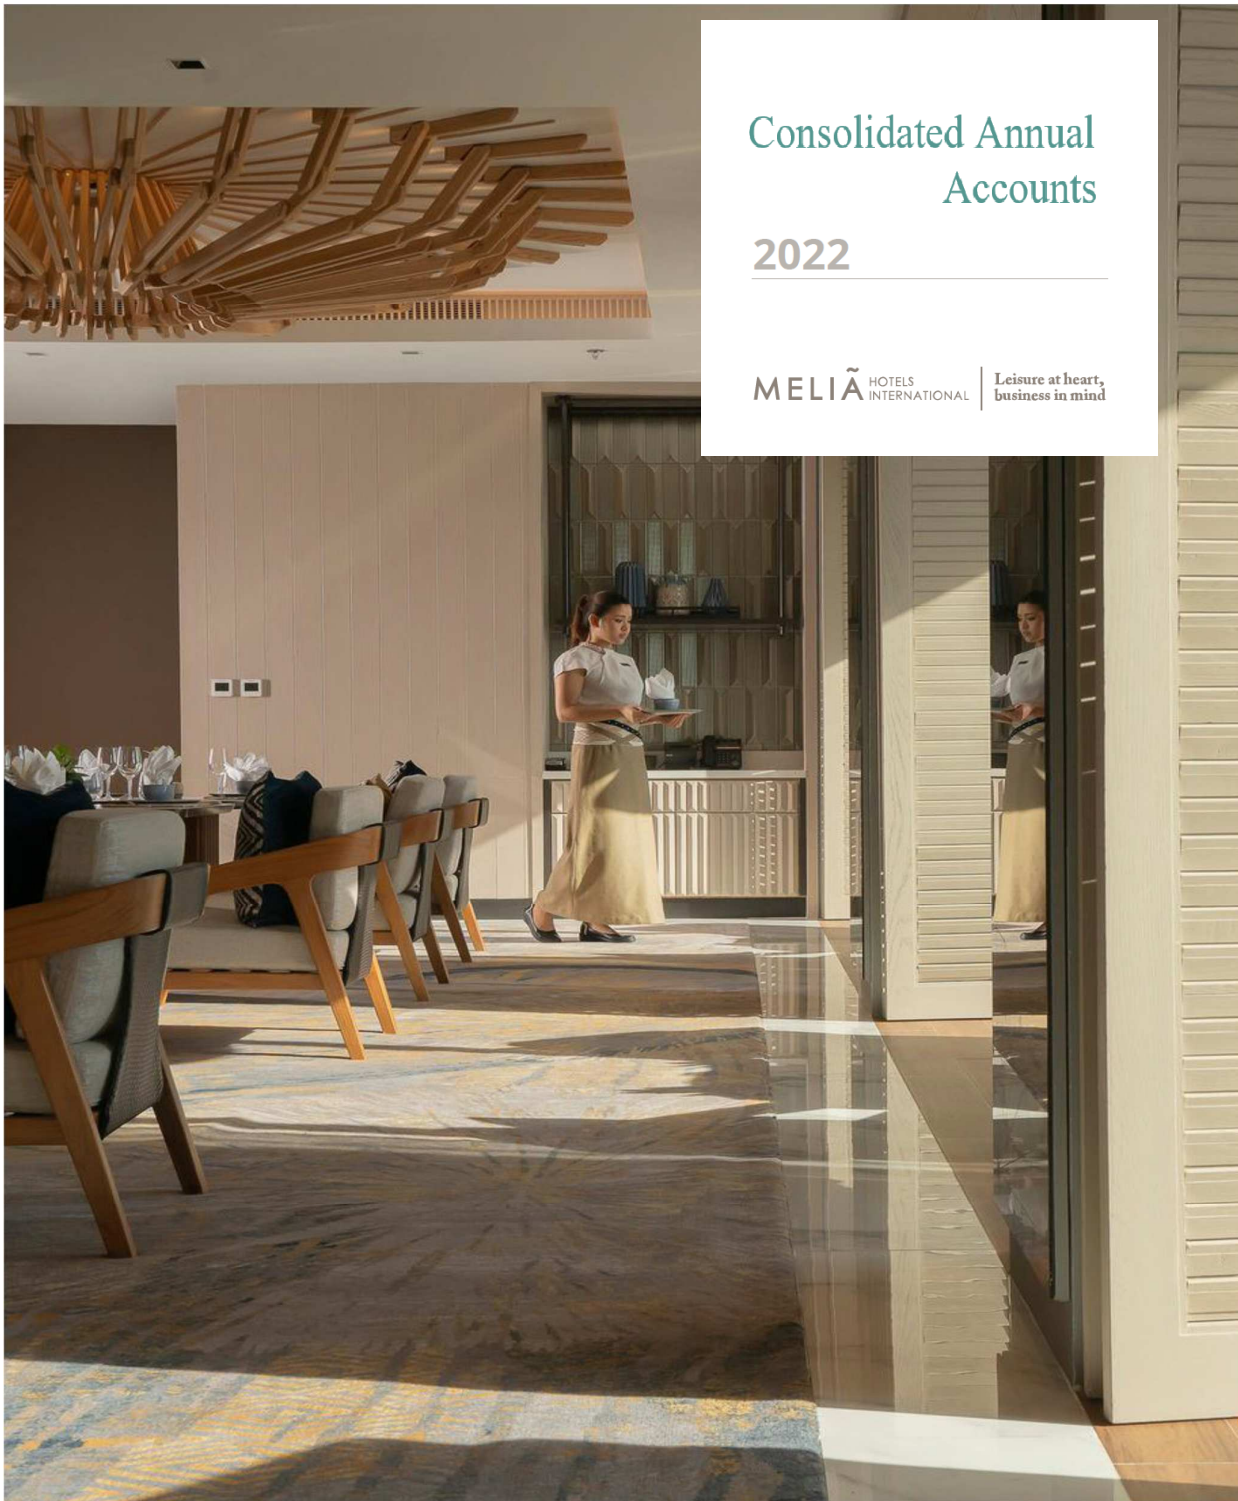 Consolidated Annual
Accounts
2022
MELIÃ HOTELS INTERNATIONAL
Leisure at heart,
business in mind